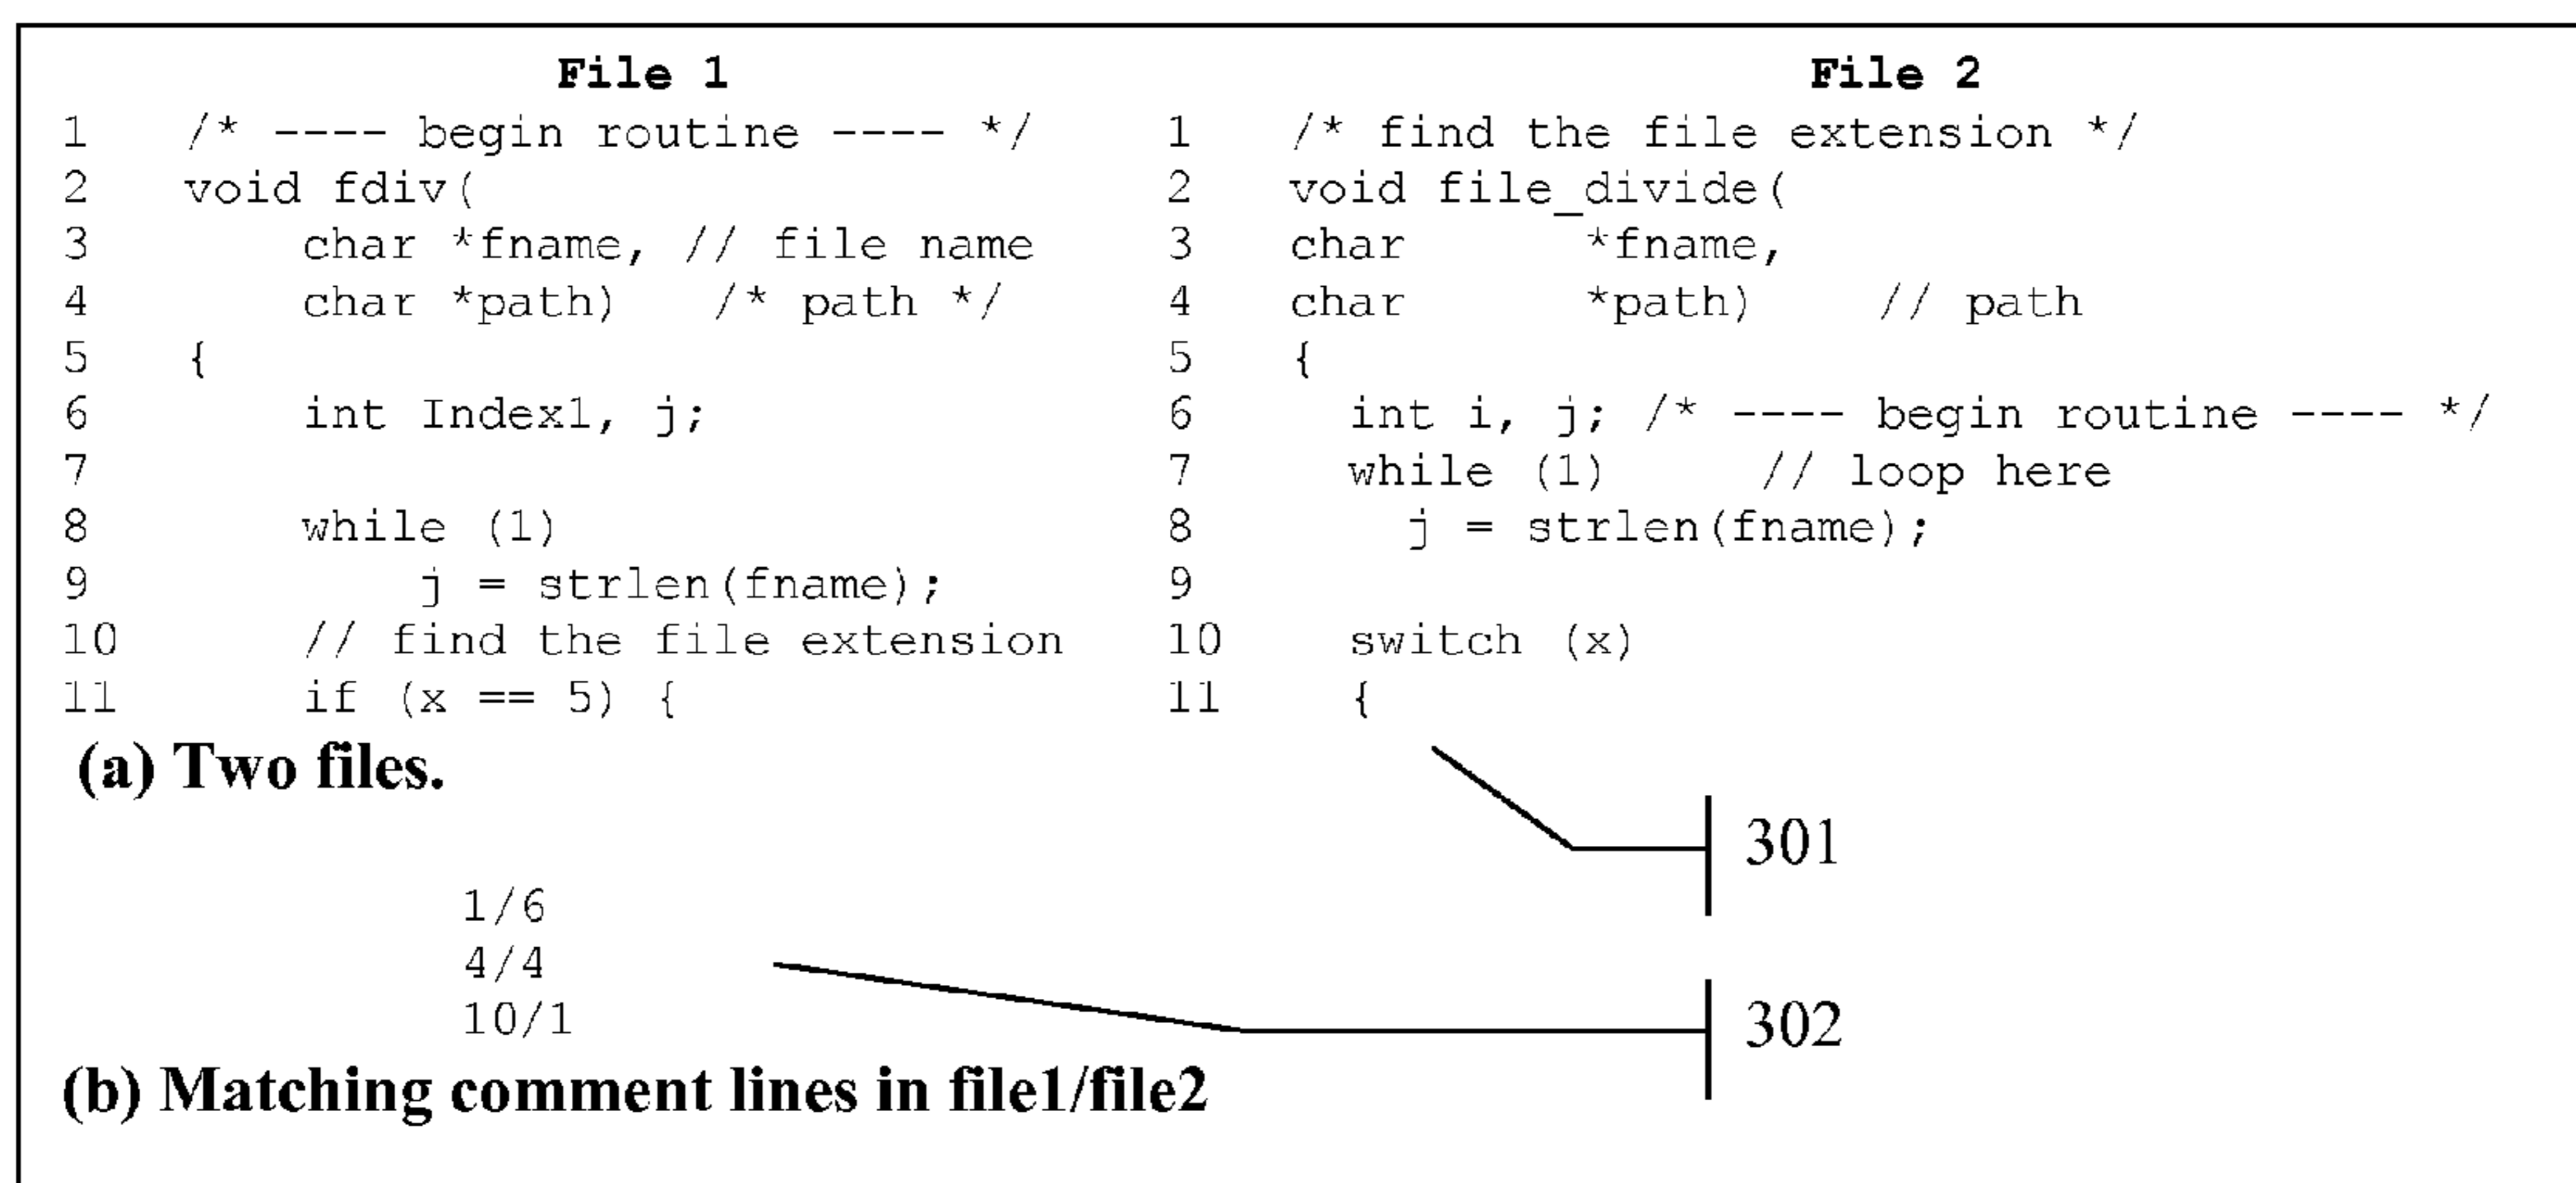 File 1
1 /* ---- begin routine ---- */
2 void fdiv(
3 char *fname, // file name
4 char *path) /* path */
5 {
6 int Index1, j;
7
8 while (1)
9 j = strlen(fname);
10 // find the file extension
11 if (x == 5) {
File 2
1 /* find the file extension */
2 void file_divide(
3 char *fname,
4 char *path) // path
5 {
6 int i, j; /* ---- begin routine ---- */
7 while (1) // loop here
8 j = strlen(fname);
9
10 switch (x)
11 {
(a) Two files.
301
1/6
4/4
10/1
302
(b) Matching comment lines in file1/file2